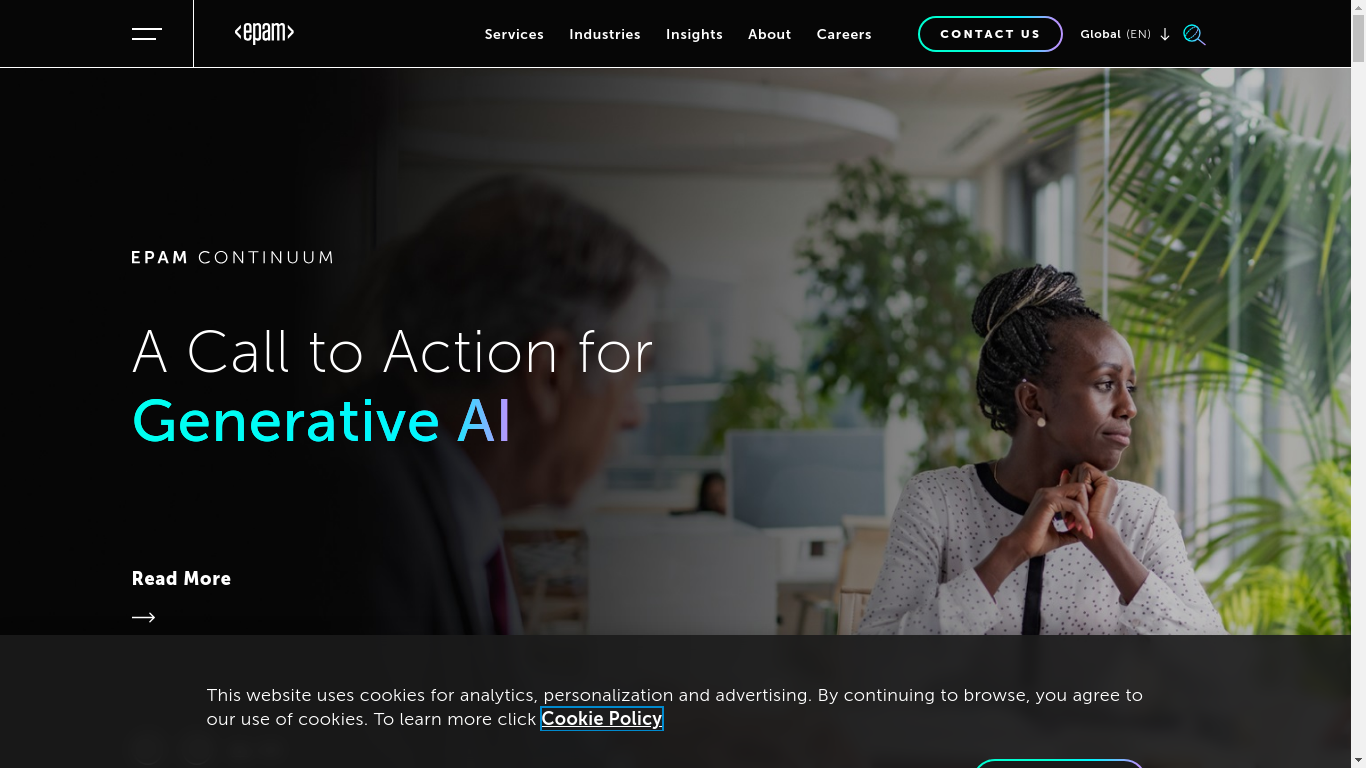 <epam>
Services
Industries
Insights
About
Careers
CONTACT US
Global (EN)
EPAM CONTINUUM
A Call to Action for
Generative AI
Read More
This website uses cookies for analytics, personalization and advertising. By continuing to browse, you agree to
our use of cookies. To learn more click Cookie Policy